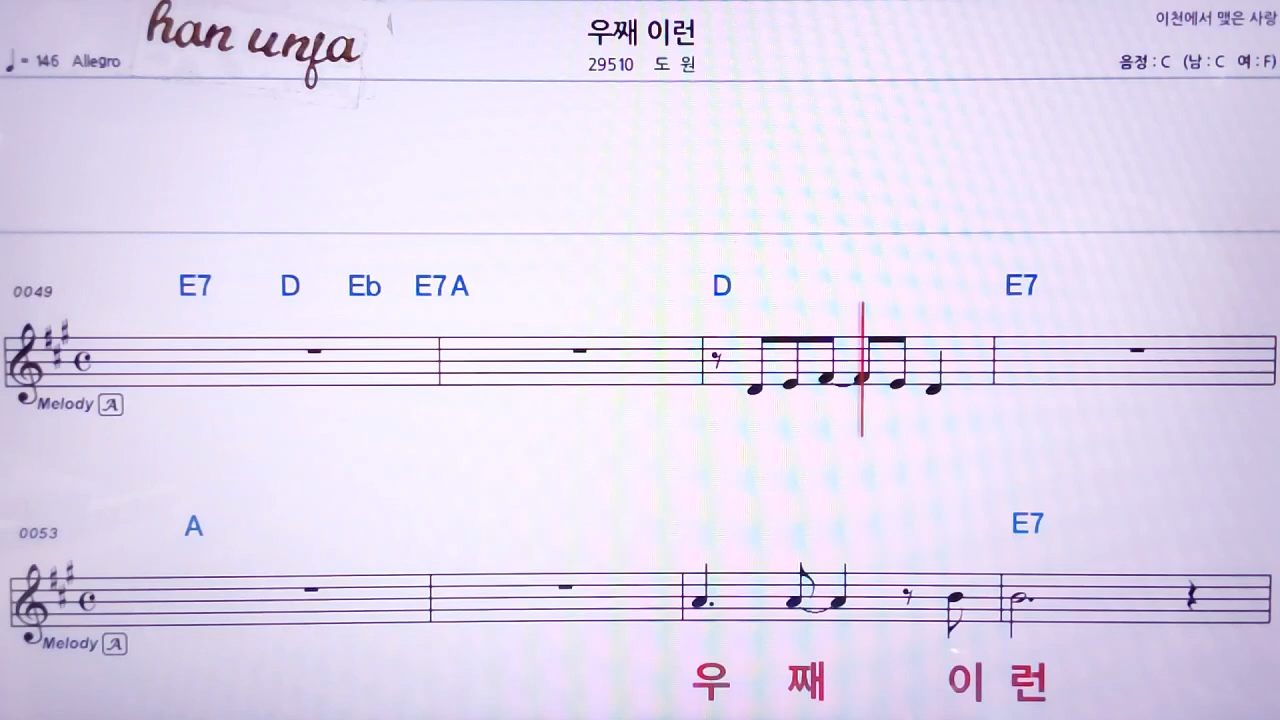 han unja
우째 이런
이천에서 맺은 사랑
♩= 146 Allegro
29510 도 원
음정 : C (남 : C 여 : F)
E7 D Eb E7 A D E7
0049
Melody A
A E7
0053
Melody A
우 째 이 런